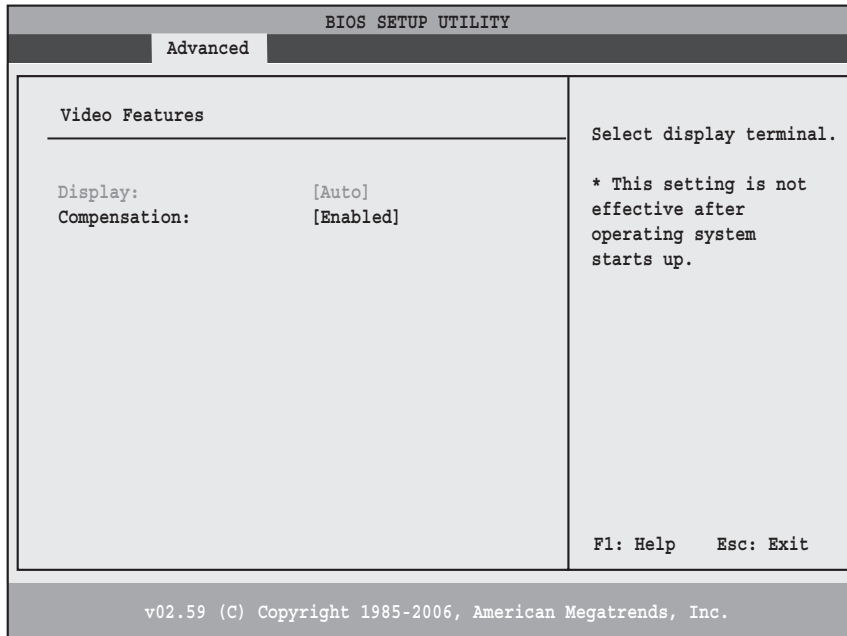 BIOS SETUP UTILITY
Advanced
Video Features
Display: [Auto]
Compensation: [Enabled]
Select display terminal.
* This setting is not
effective after
operating system
starts up.
F1: Help Esc: Exit
v02.59 (C) Copyright 1985-2006, American Megatrends, Inc.